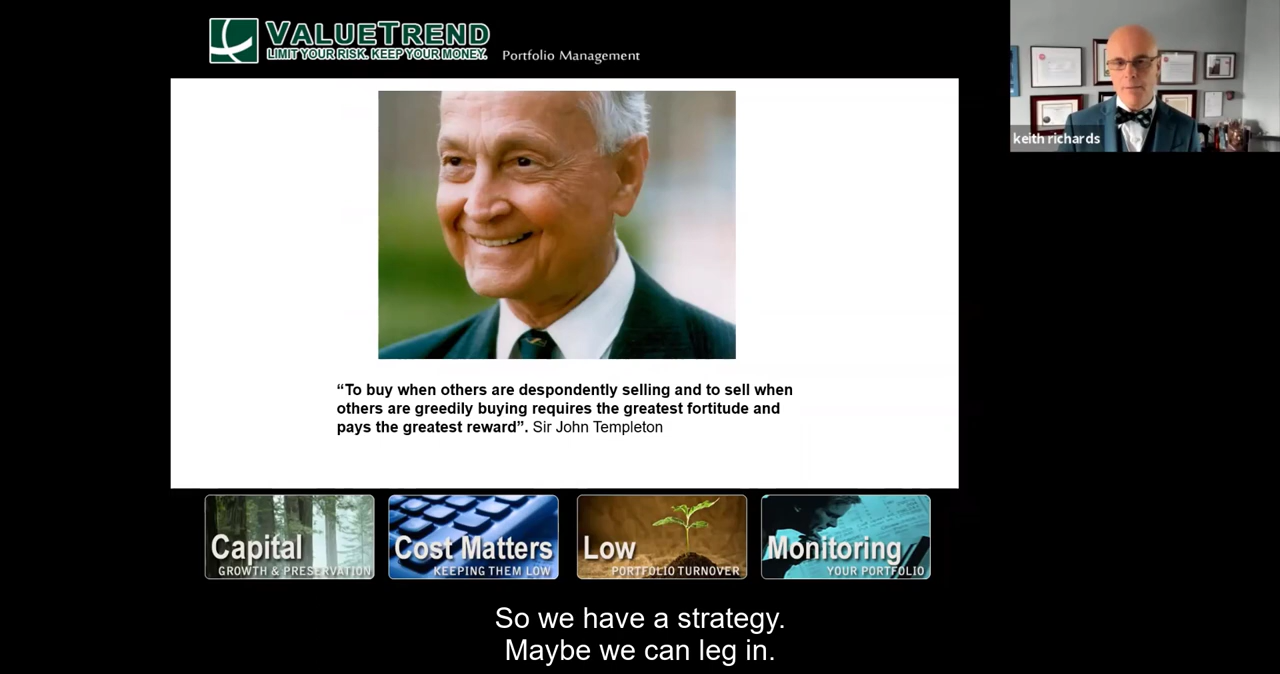 VALUETREND
LIMIT YOUR RISK. KEEP YOUR MONEY.
Portfolio Management
keith richards
“To buy when others are despondently selling and to sell when
others are greedily buying requires the greatest fortitude and
pays the greatest reward”. Sir John Templeton
Capital
GROWTH & PRESERVATION
Cost Matters
KEEPING THEM LOW
Low
PORTFOLIO TURNOVER
Monitoring
YOUR PORTFOLIO
So we have a strategy.
Maybe we can leg in.